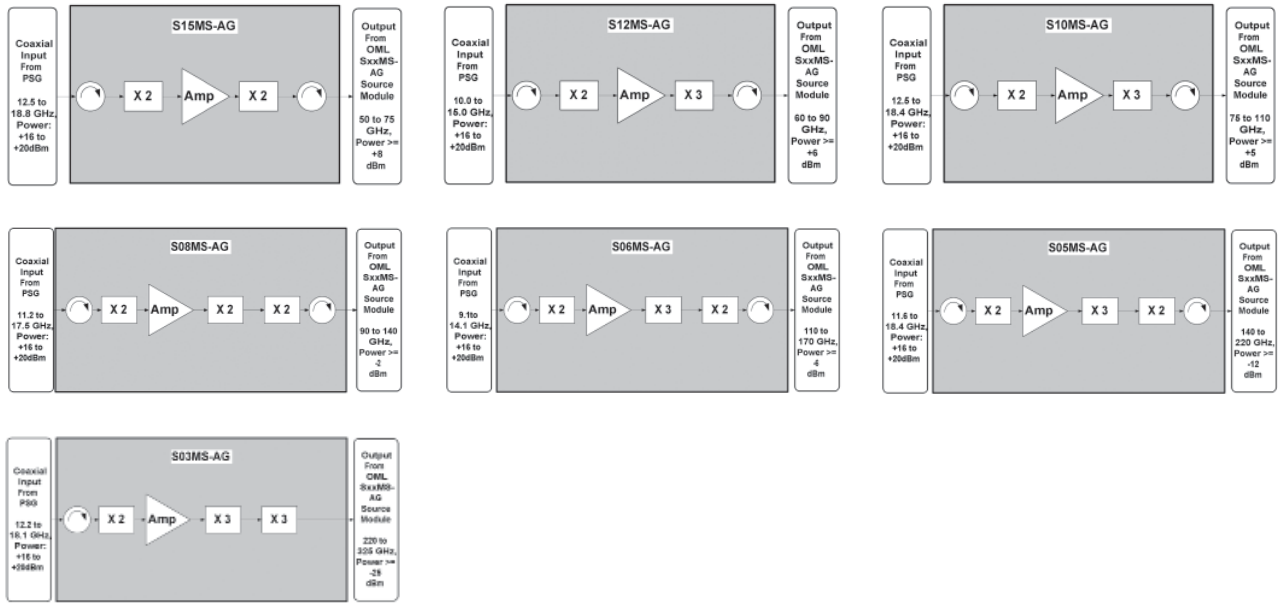 S15MS-AG
Coaxial
Input
From
PSG
12.5 to
18.8 GHz,
Power:
+16 to
+20dBm
X 2
Amp
X 2
Output
From
OML
SxxMS-
AG
Source
Module
50 to 75
GHz,
Power >=
+8
dBm
S12MS-AG
Coaxial
Input
From
PSG
10.0 to
15.0 GHz,
Power:
+16 to
+20dBm
X 2
Amp
X 3
Output
From
OML
SxxMS-
AG
Source
Module
60 to 90
GHz,
Power >=
+6
dBm
S10MS-AG
Coaxial
Input
From
PSG
12.5 to
18.4 GHz,
Power:
+16 to
+20dBm
X 2
Amp
X 3
Output
From
OML
SxxMS-
AG
Source
Module
75 to 110
GHz,
Power >=
+5
dBm
S08MS-AG
Coaxial
Input
From
PSG
11.2 to
17.5 GHz,
Power:
+16 to
+20dBm
X 2
Amp
X 2
X 2
Output
From
OML
SxxMS-
AG
Source
Module
90 to 140
GHz,
Power >=
-2
dBm
S06MS-AG
Coaxial
Input
From
PSG
9.1to
14.1 GHz,
Power:
+16 to
+20dBm
X 2
Amp
X 3
X 2
Output
From
OML
SxxMS-
AG
Source
Module
110 to
170 GHz,
Power >=
dBm
S05MS-AG
Coaxial
Input
From
PSG
11.6 to
18.4 GHz,
Power:
+16 to
+20dBm
X 2
Amp
X 3
X 2
Output
From
OML
SxxMS-
AG
Source
Module
140 to
220 GHz,
Power >=
-12
dBm
S03MS-AG
Coaxial
Input
From
PSG
12.2 to
18.1 GHz,
Power:
+16 to
+20dBm
X 2
Amp
X 3
X 3
Output
From
OML
SxxMS-
AG
Source
Module
220 to
325 GHz,
Power >=
-25
dBm